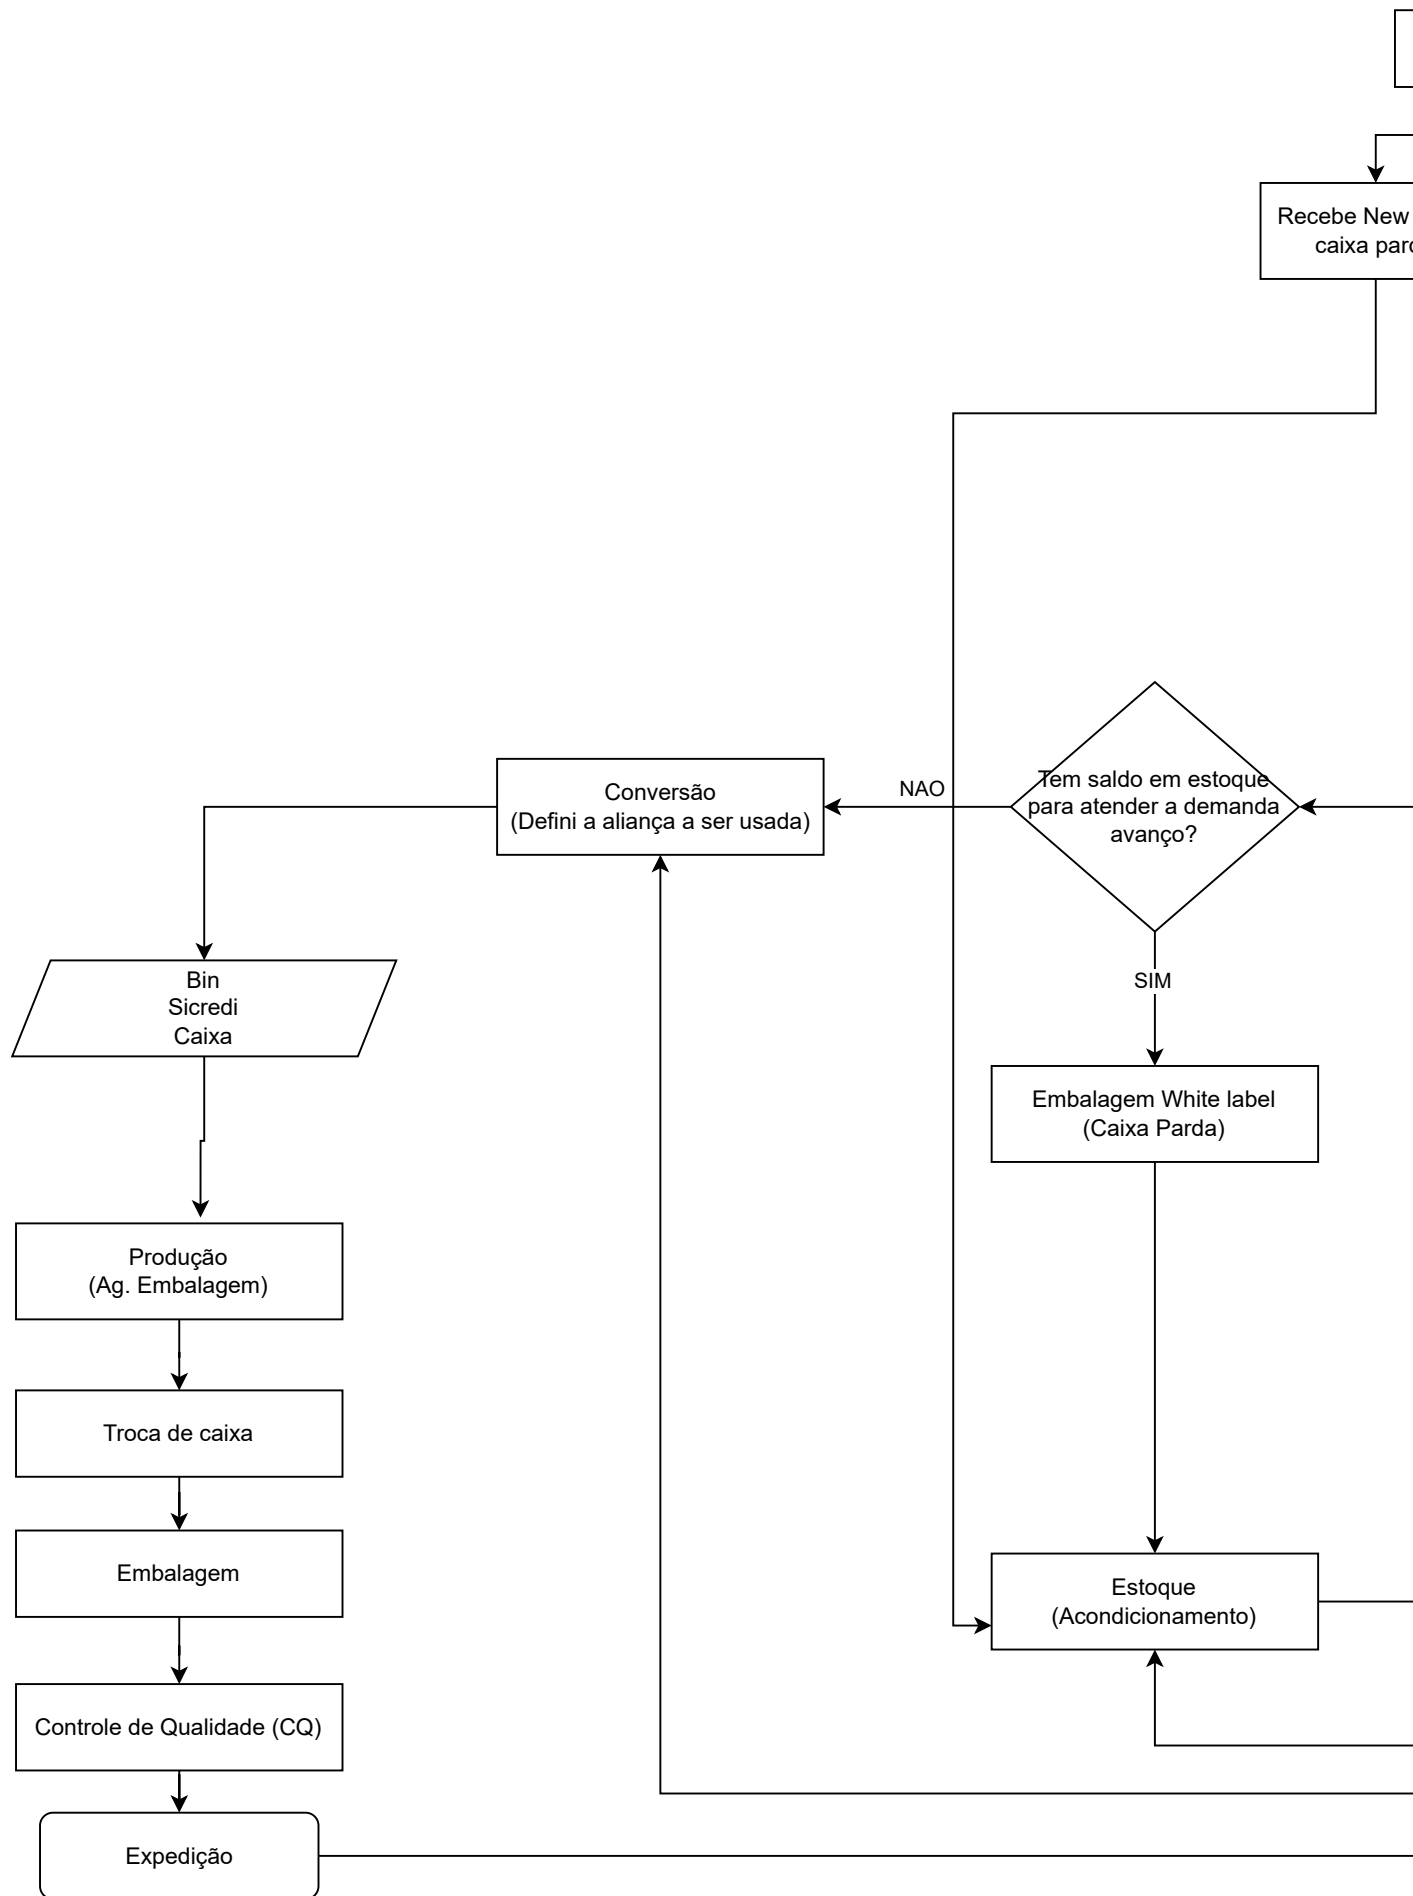 Recebe New
caixa
Tem saldo em estoque
para atender a demanda
avanço?
NAO
Conversão
(Defini a aliança a ser usada)
Bin
Sicredi
Caixa
SIM
Embalagem White label
(Caixa Parda)
Produção
(Ag. Embalagem)
Troca de caixa
Embalagem
Estoque
(Acondicionamento)
Controle de Qualidade (CQ)
Expedição